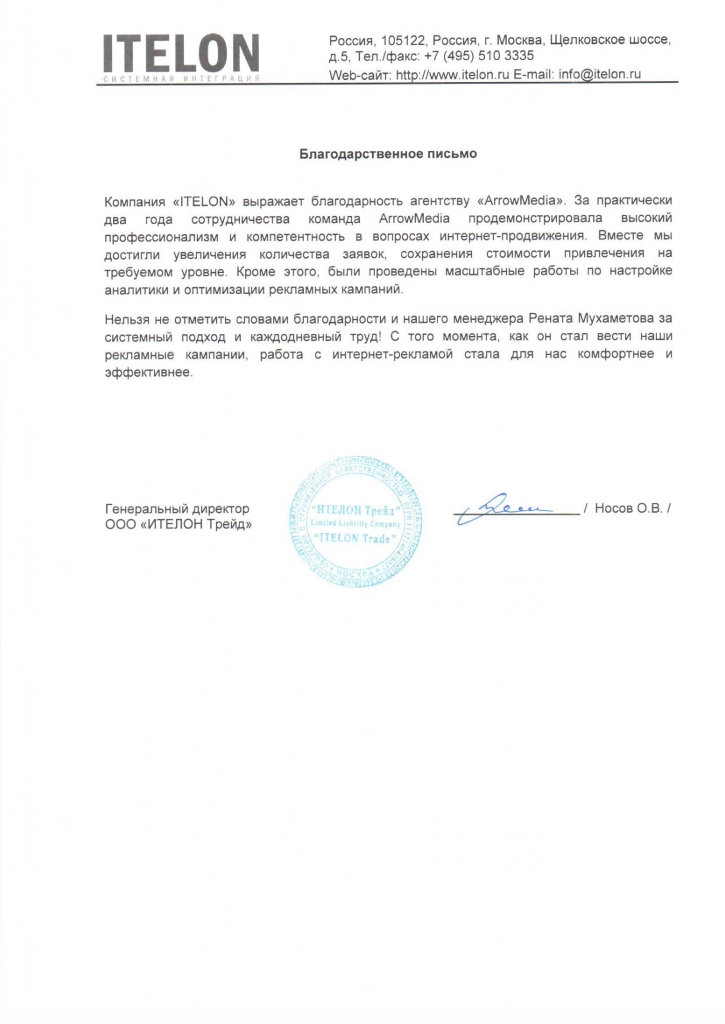 ITELON
СИСТЕМНАЯ ИНТЕГРАЦИЯ
Россия, 105122, Россия, г. Москва, Щелковское шоссе,
д.5, Тел./факс: +7 (495) 510 3335
Web-сайт: http://www.itelon.ru E-mail: info@itelon.ru
Благодарственное письмо
Компания «ITELON» выражает благодарность агентству «ArrowMedia». За практически
два года сотрудничества команда ArrowMedia продемонстрировала высокий
профессионализм и компетентность в вопросах интернет-продвижения. Вместе мы
достигли увеличения количества заявок, сохранения стоимости привлечения на
требуемом уровне. Кроме этого, были проведены масштабные работы по настройке
аналитики и оптимизации рекламных кампаний.
Нельзя не отметить словами благодарности и нашего менеджера Рената Мухаметова за
системный подход и каждодневный труд! С того момента, как он стал вести наши
рекламные кампании, работа с интернет-рекламой стала для нас комфортнее и
эффективнее.
Генеральный директор
ООО «ИТЕЛОН Трейд»
/ Носов О.В. /
С ОГРАНИЧЕННОЙ ОТВЕТСТВЕННОСТЬЮ
"ИТЕЛОН Трейд"
Limited Liability Company
"ITELON Trade"
МОСКВА